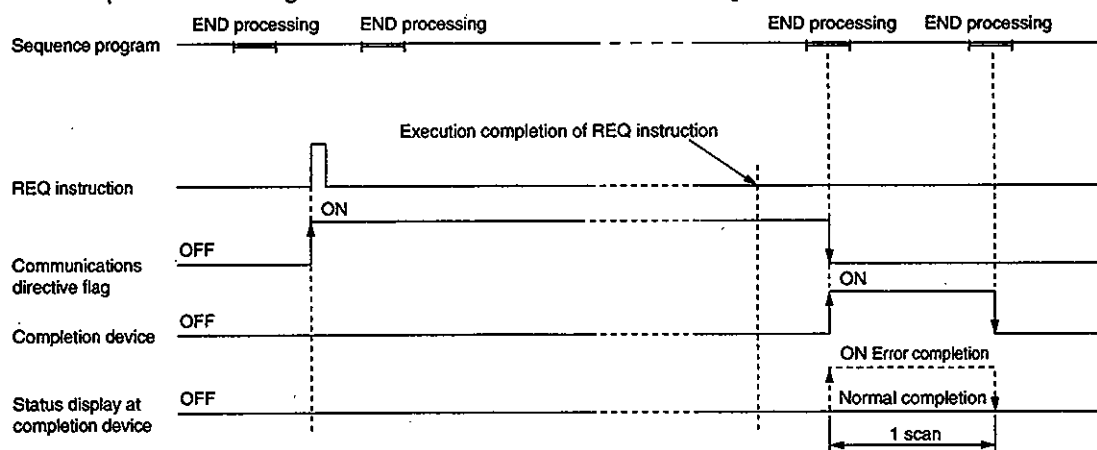 END processing END processing END processing END processing
Sequence program
Execution completion of REQ instruction
REQ instruction
ON
OFF
Communications
directive flag
ON
OFF
Completion device
ON Error completion
OFF
Normal completion
Status display at
completion device
1 scan